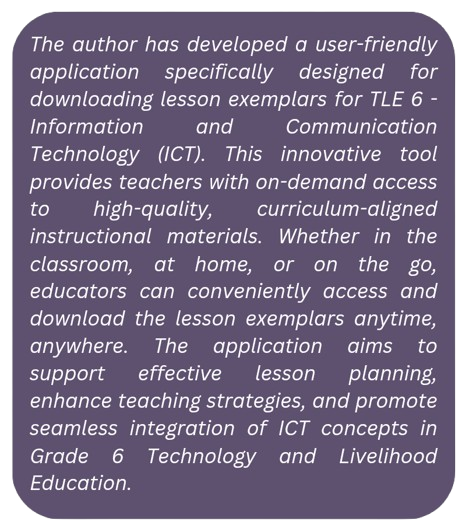 The author has developed a user-friendly
application specifically designed for
downloading lesson exemplars for TLE 6 -
Information and Communication
Technology (ICT). This innovative tool
provides teachers with on-demand access
to high-quality, curriculum-aligned
instructional materials. Whether in the
classroom, at home, or on the go,
educators can conveniently access and
download the lesson exemplars anytime,
anywhere. The application aims to
support effective lesson planning,
enhance teaching strategies, and promote
seamless integration of ICT concepts in
Grade 6 Technology and Livelihood
Education.